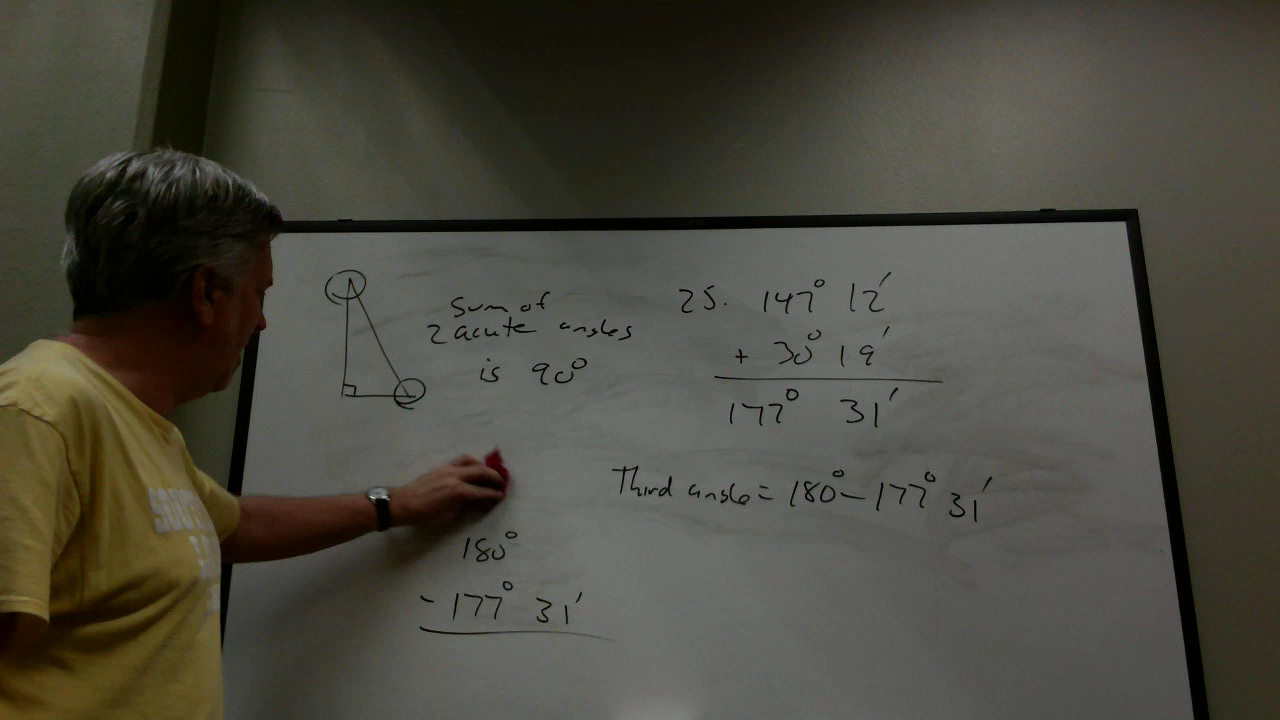 Sum of
2 acute angles
is 90°
25. 147° 12′
+ 30° 19′
177° 31′
Third angle = 180° - 177° 31′
180°
- 177° 31′